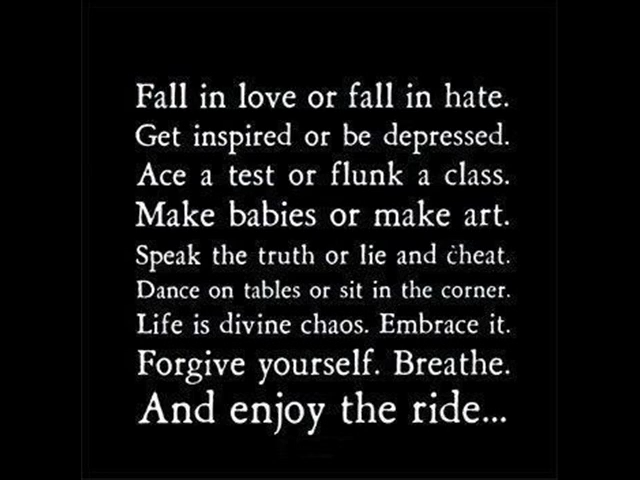 Fall in love or fall in hate.
Get inspired or be depressed.
Ace a test or flunk a class.
Make babies or make art.
Speak the truth or lie and cheat.
Dance on tables or sit in the corner.
Life is divine chaos. Embrace it.
Forgive yourself. Breathe.
And enjoy the ride...